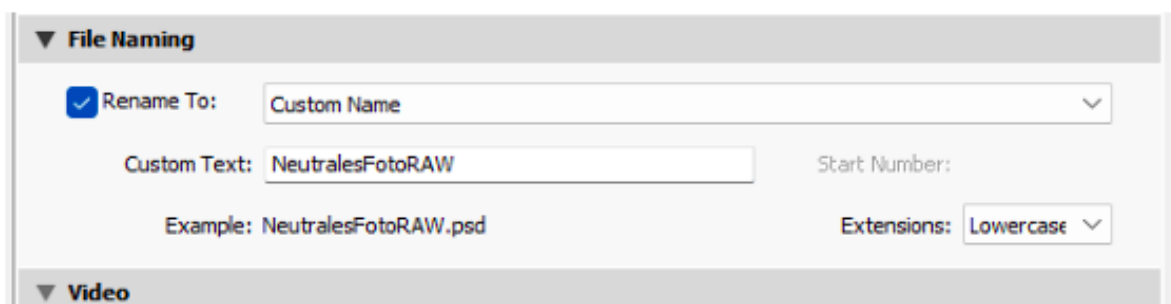 File Naming
Rename To: Custom Name
Custom Text: NeutralesFotoRAW Start Number:
Example: NeutralesFotoRAW.psd Extensions: Lowercase
Video